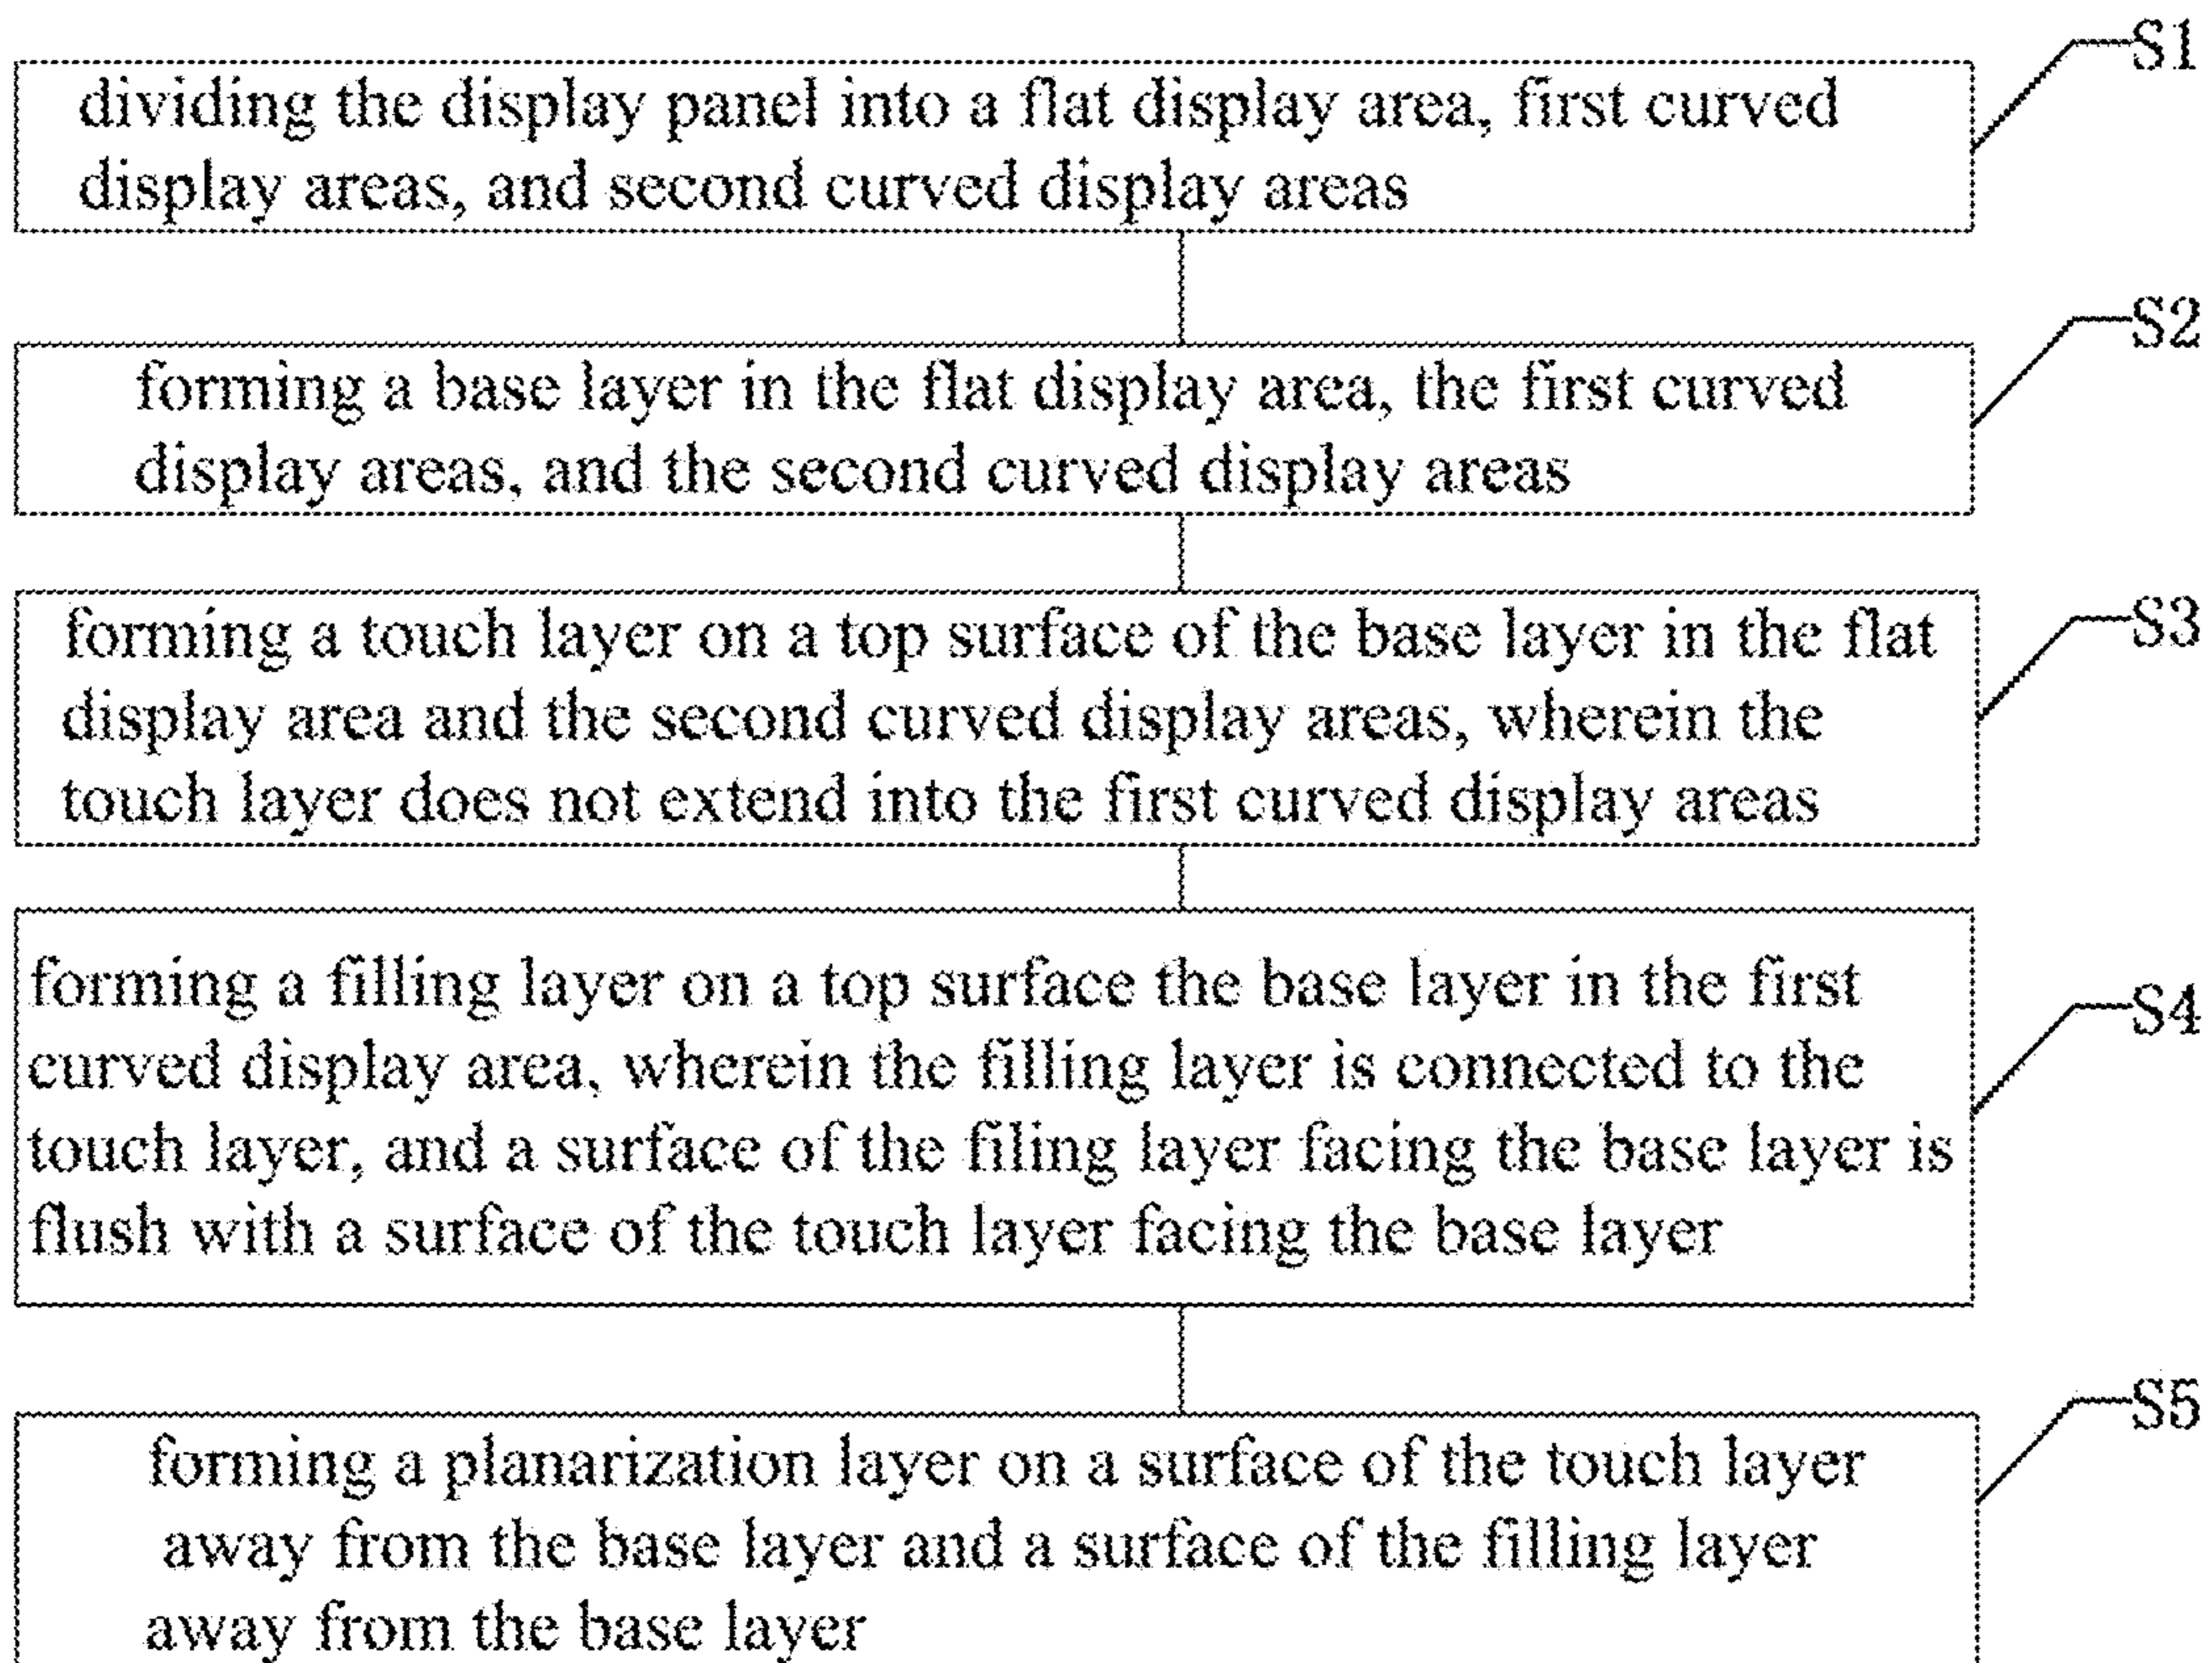 S1
dividing the display panel into a flat display area, first curved
display areas, and second curved display areas
S2
forming a base layer in the flat display area, the first curved
display areas, and the second curved display areas
S3
forming a touch layer on a top surface of the base layer in the flat
display area and the second curved display areas, wherein the
touch layer does not extend into the first curved display areas
S4
forming a filling layer on a top surface the base layer in the first
curved display area, wherein the filling layer is connected to the
touch layer, and a surface of the filing layer facing the base layer is
flush with a surface of the touch layer facing the base layer
S5
forming a planarization layer on a surface of the touch layer
away from the base layer and a surface of the filling layer
away from the base layer